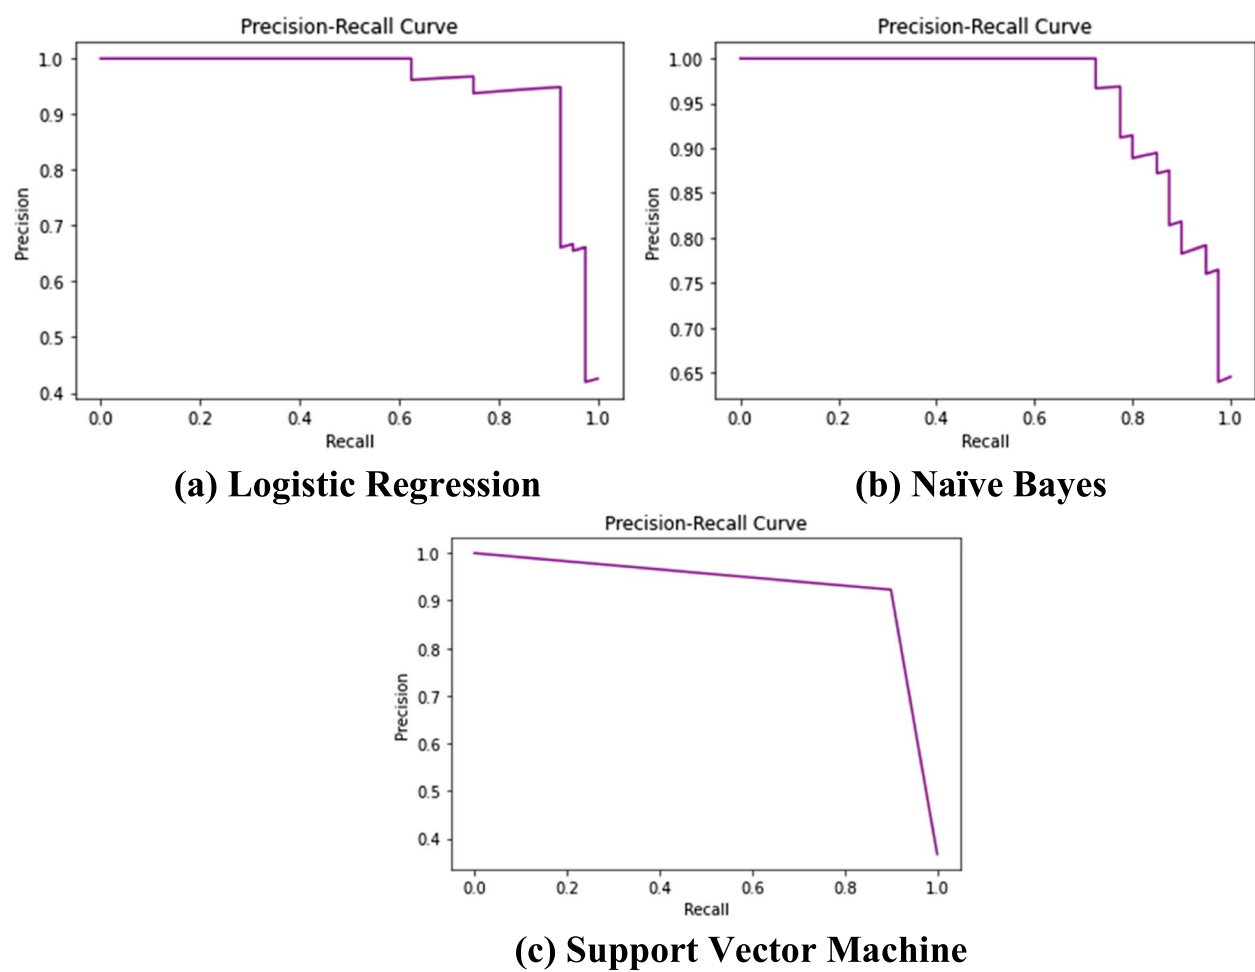 Precision-Recall Curve
1.0
0.9
0.8
0.7
0.6
0.5
0.4
Precision
0.0 0.2 0.4 0.6 0.8 1.0
Recall
(a) Logistic Regression
Precision-Recall Curve
1.00
0.95
0.90
0.85
0.80
0.75
0.70
0.65
Precision
0.0 0.2 0.4 0.6 0.8 1.0
Recall
(b) Naïve Bayes
Precision-Recall Curve
1.0
0.9
0.8
0.7
0.6
0.5
0.4
Precision
0.0 0.2 0.4 0.6 0.8 1.0
Recall
(c) Support Vector Machine